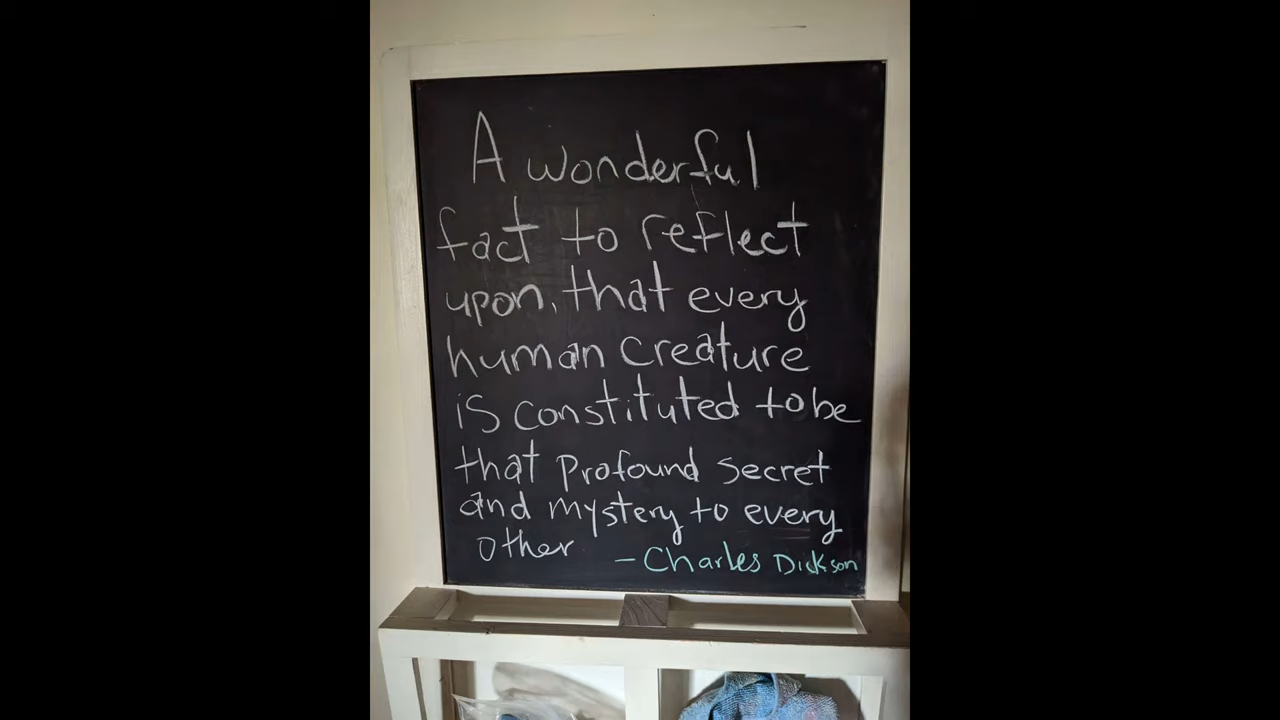 A wonderful
fact to reflect
upon, that every
human creature
is constituted to be
that profound secret
and mystery to every
other
- Charles Dickson